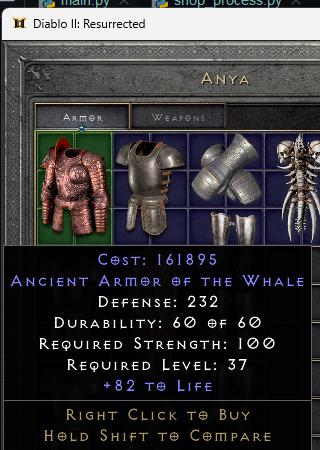 main.py
shop_process.py
Diablo II: Resurrected
Anya
Armor
Weapons
Cost: 161895
Ancient Armor of the Whale
Defense: 232
Durability: 60 of 60
Required Strength: 100
Required Level: 37
+82 to Life
Right Click to Buy
Hold Shift to Compare